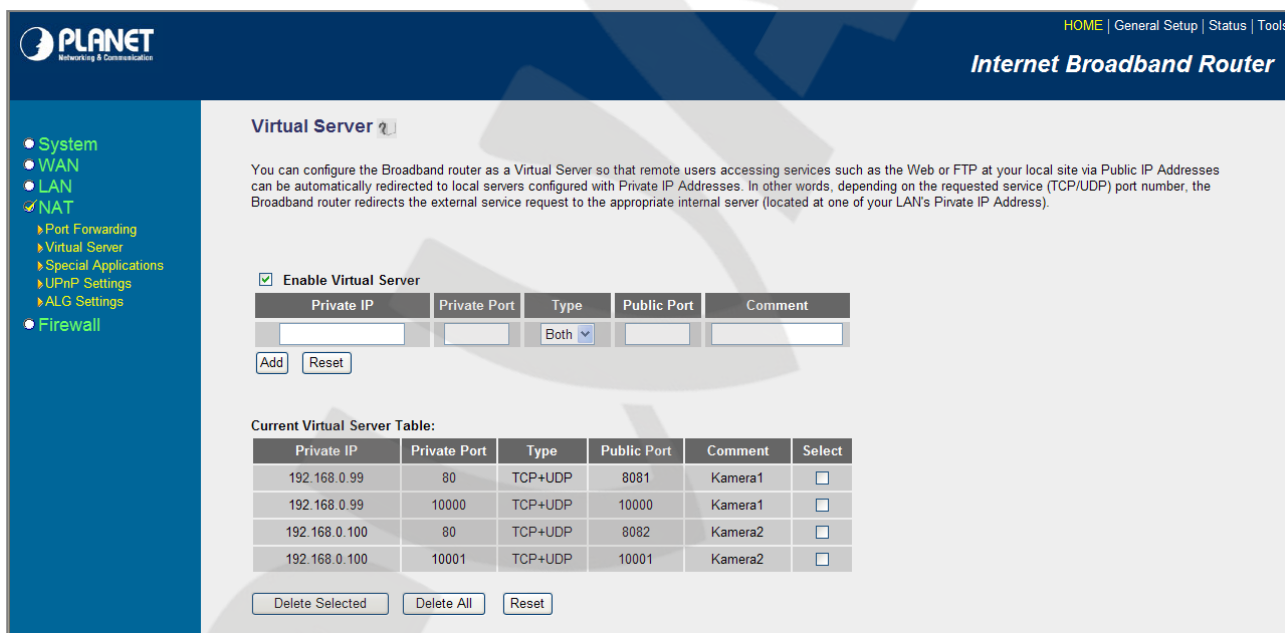 PLANET
Networking & Communication
HOME | General Setup | Status | Tools
Internet Broadband Router
System
WAN
LAN
NAT
Port Forwarding
Virtual Server
Special Applications
UPnP Settings
ALG Settings
Firewall
Virtual Server
You can configure the Broadband router as a Virtual Server so that remote users accessing services such as the Web or FTP at your local site via Public IP Addresses
can be automatically redirected to local servers configured with Private IP Addresses. In other words, depending on the requested service (TCP/UDP) port number, the
Broadband router redirects the external service request to the appropriate internal server (located at one of your LAN's Pirvate IP Address).
Enable Virtual Server
Private IP Private Port Type Public Port Comment
Both
Add Reset
Current Virtual Server Table:
Private IP Private Port Type Public Port Comment Select
192.168.0.99 80 TCP+UDP 8081 Kamera1
192.168.0.99 10000 TCP+UDP 10000 Kamera1
192.168.0.100 80 TCP+UDP 8082 Kamera2
192.168.0.100 10001 TCP+UDP 10001 Kamera2
Delete Selected Delete All Reset